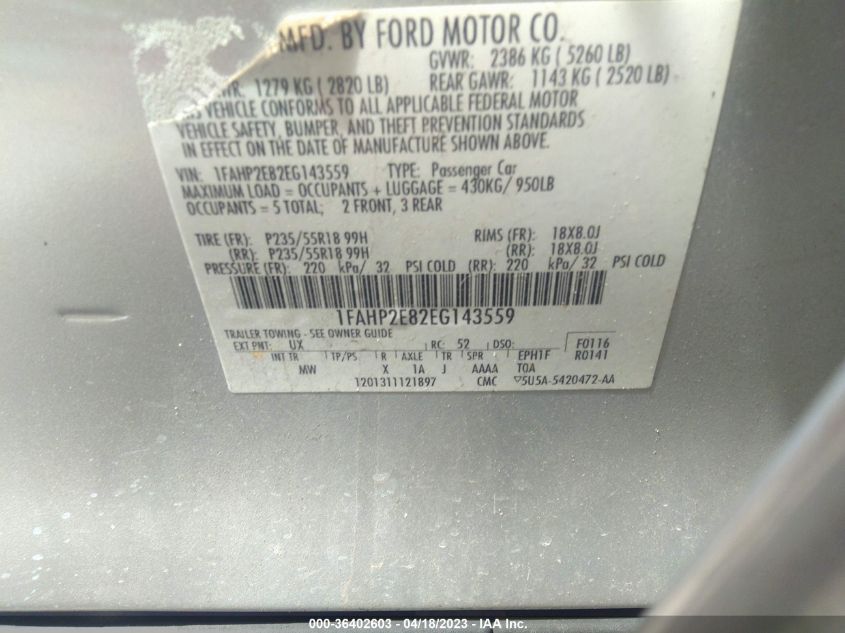 MFD. BY FORD MOTOR CO.
GVWR: 2386 KG ( 5260 LB)
1279 KG ( 2820 LB) REAR GAWR: 1143 KG ( 2520 LB)
VEHICLE CONFORMS TO ALL APPLICABLE FEDERAL MOTOR
VEHICLE SAFETY, BUMPER, AND THEFT PREVENTION STANDARDS
IN EFFECT ON THE DATE OF MANUFACTURE SHOWN ABOVE.
VIN: 1FAHP2E82EG143559 TYPE: Passenger Car
MAXIMUM LOAD = OCCUPANTS + LUGGAGE = 430KG/ 950LB
OCCUPANTS = 5 TOTAL; 2 FRONT, 3 REAR
TIRE (FR): P235/55R18 99H RIMS (FR): 18X8.0J
(RR): P235/55R18 99H (RR): 18X8.0J
PRESSURE (FR): 220 kPa/ 32 PSI COLD (RR): 220 kPa/ 32 PSI COLD
1FAHP2E82EG143559
TRAILER TOWING - SEE OWNER GUIDE
EXT PNT: UX RC: 52 DSO: F0116
INT TR TP/PS R AXLE TR SPR EPH1F R0141
MW X 1A J AAAA TOA
1201311121897 CMC ▽5U5A-5420472-AA
000-36402603 - 04/18/2023 - IAA Inc.